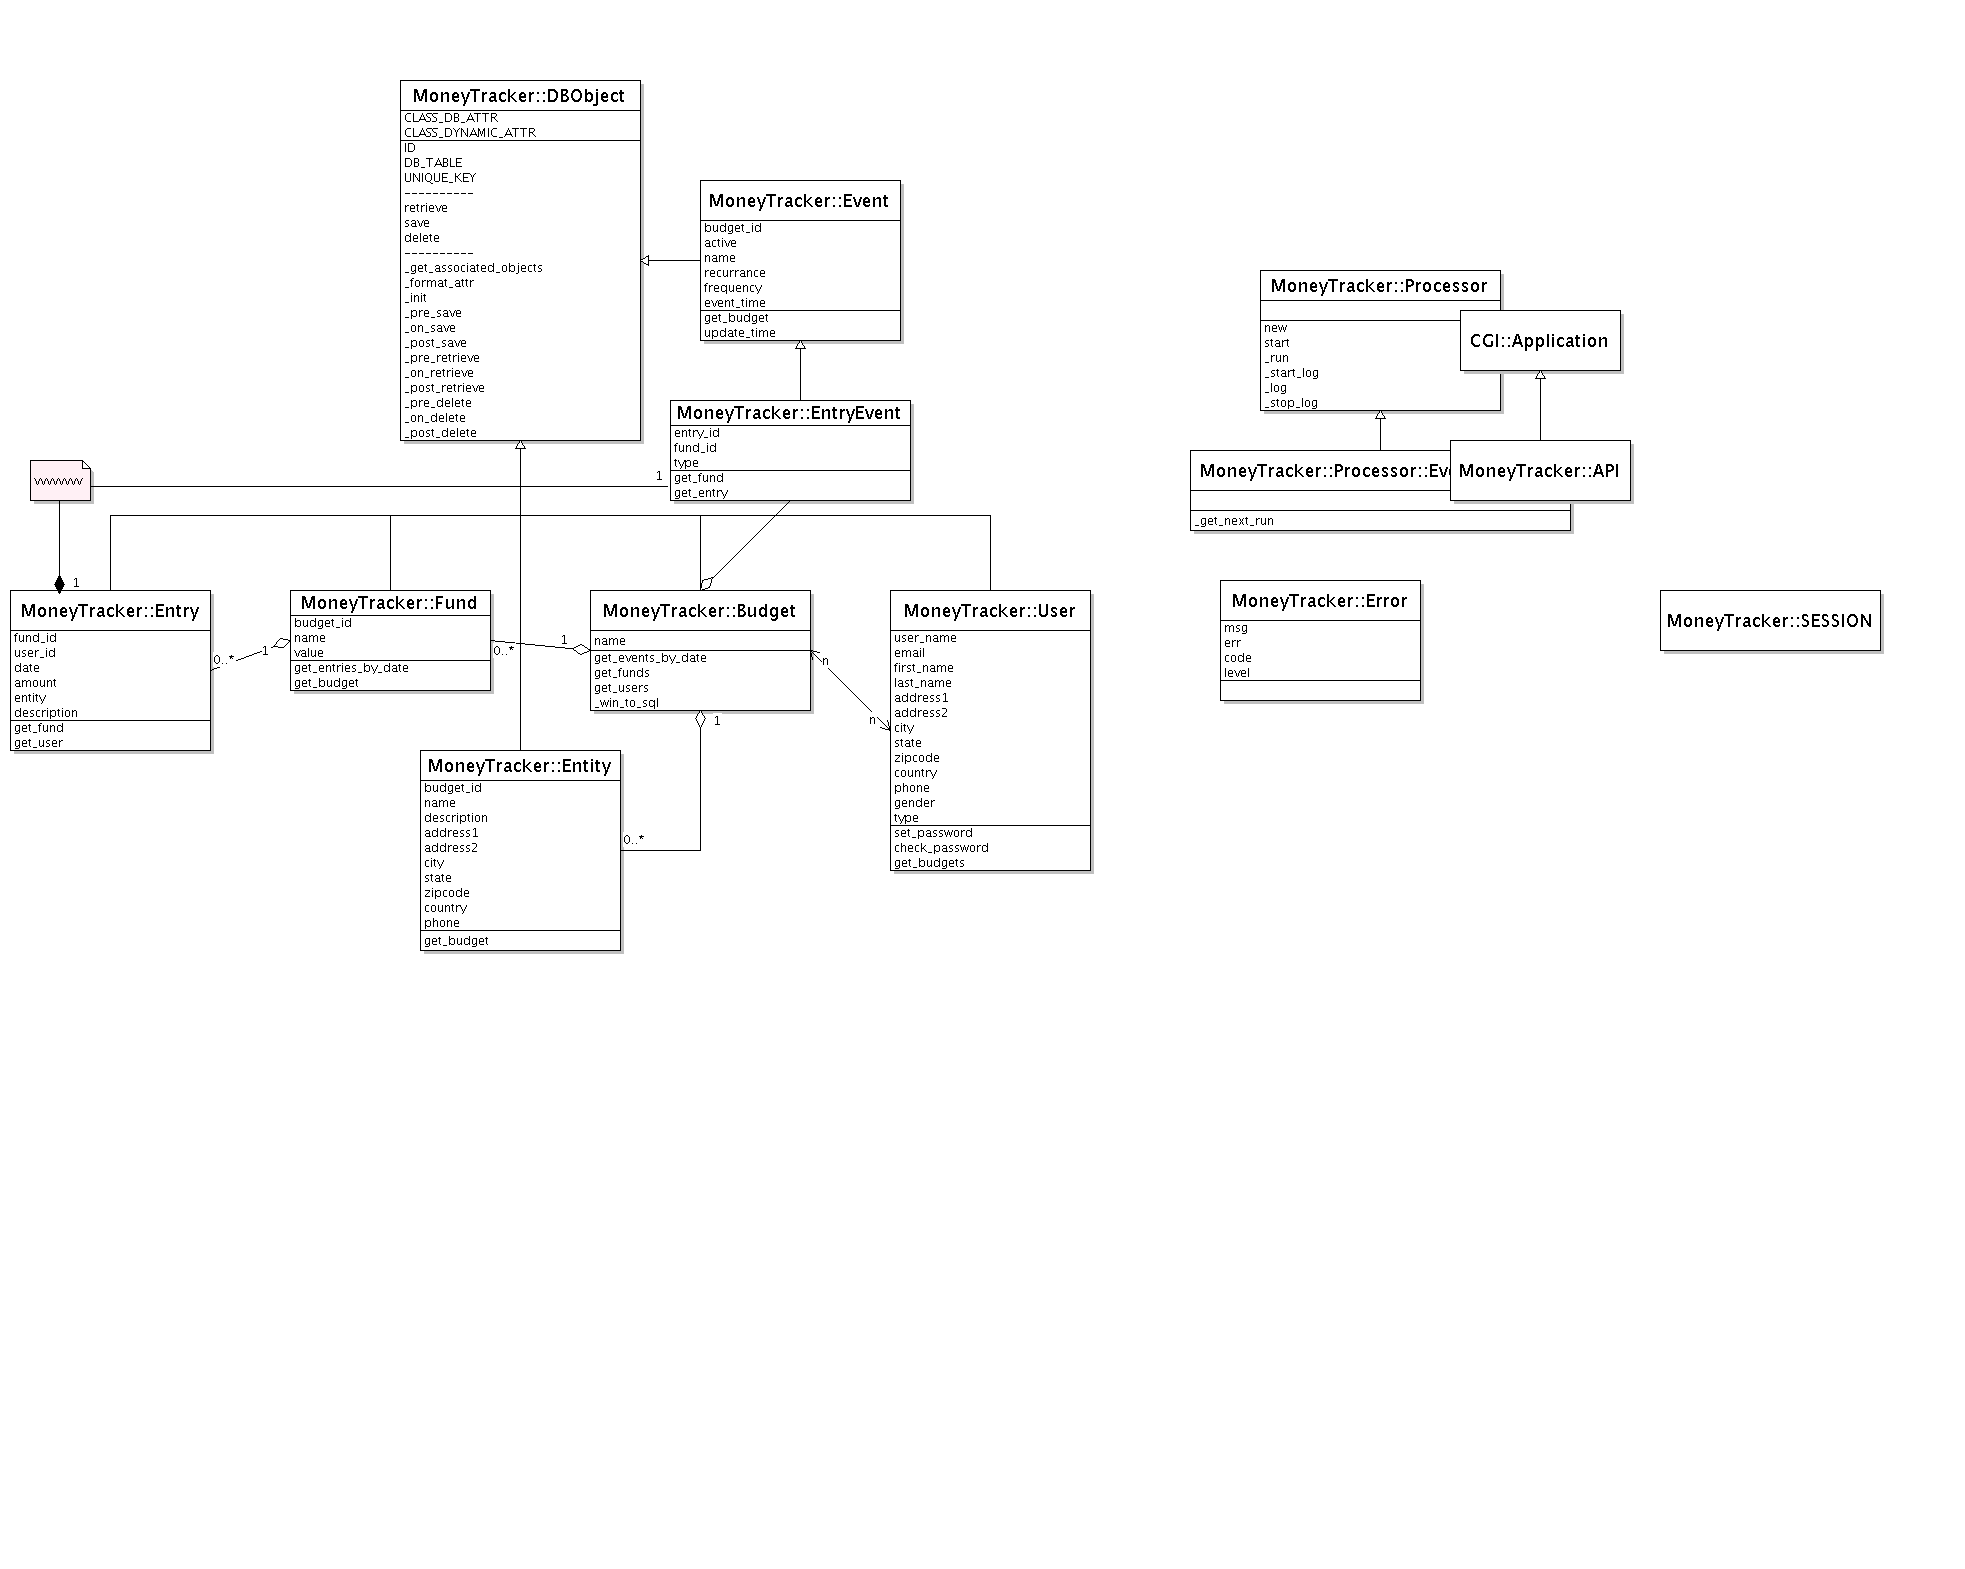 MoneyTracker::DBObject
CLASS_DB_ATTR
CLASS_DYNAMIC_ATTR
ID
DB_TABLE
UNIQUE_KEY
----------
retrieve
save
delete
----------
_get_associated_objects
_format_attr
_init
_pre_save
_on_save
_post_save
_pre_retrieve
_on_retrieve
_post_retrieve
_pre_delete
_on_delete
_post_delete
MoneyTracker::Event
budget_id
active
name
recurrance
frequency
event_time
get_budget
update_time
MoneyTracker::EntryEvent
entry_id
fund_id
type
get_fund
get_entry
1
1
MoneyTracker::Entry
fund_id
user_id
date
amount
entity
description
get_fund
get_user
0..*
1
MoneyTracker::Fund
budget_id
name
value
get_entries_by_date
get_budget
0..*
1
MoneyTracker::Budget
name
get_events_by_date
get_funds
get_users
_win_to_sql
n
n
1
0..*
MoneyTracker::User
user_name
email
first_name
last_name
address1
address2
city
state
zipcode
country
phone
gender
type
set_password
check_password
get_budgets
MoneyTracker::Entity
budget_id
name
description
address1
address2
city
state
zipcode
country
phone
get_budget
MoneyTracker::Processor
new
start
_run
_start_log
_log
_stop_log
CGI::Application
MoneyTracker::Processor::Eve
_get_next_run
MoneyTracker::API
MoneyTracker::Error
msg
err
code
level
MoneyTracker::SESSION